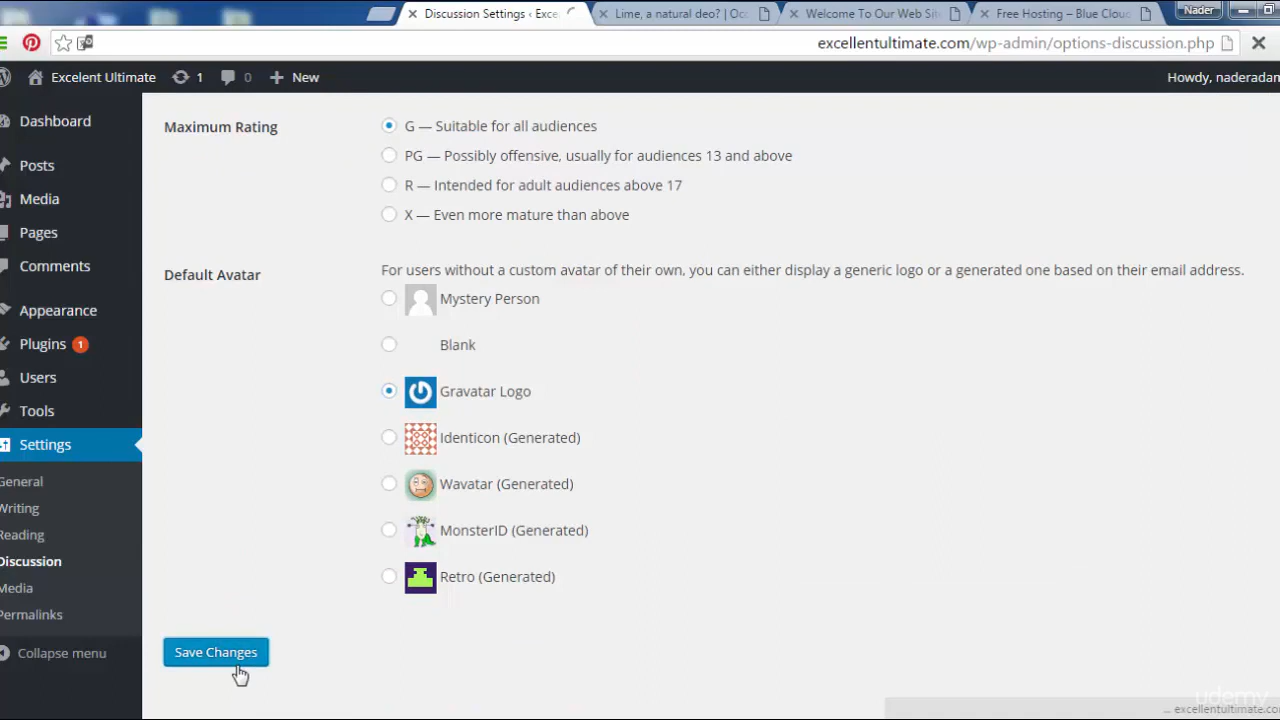 Discussion Settings ‹ Exce
Lime, a natural deo? | Oc
Welcome To Our Web Sit
Free Hosting – Blue Cloud
Nader
excellentultimate.com/wp-admin/options-discussion.php
Excelent Ultimate
1
0
New
Howdy, naderadam
Dashboard
Posts
Media
Pages
Comments
Appearance
Plugins 1
Users
Tools
Settings
General
Writing
Reading
Discussion
Media
Permalinks
Collapse menu
Maximum Rating
G — Suitable for all audiences
PG — Possibly offensive, usually for audiences 13 and above
R — Intended for adult audiences above 17
X — Even more mature than above
Default Avatar
For users without a custom avatar of their own, you can either display a generic logo or a generated one based on their email address.
Mystery Person
Blank
Gravatar Logo
Identicon (Generated)
Wavatar (Generated)
MonsterID (Generated)
Retro (Generated)
Save Changes
udemy
... excellentultimate.co